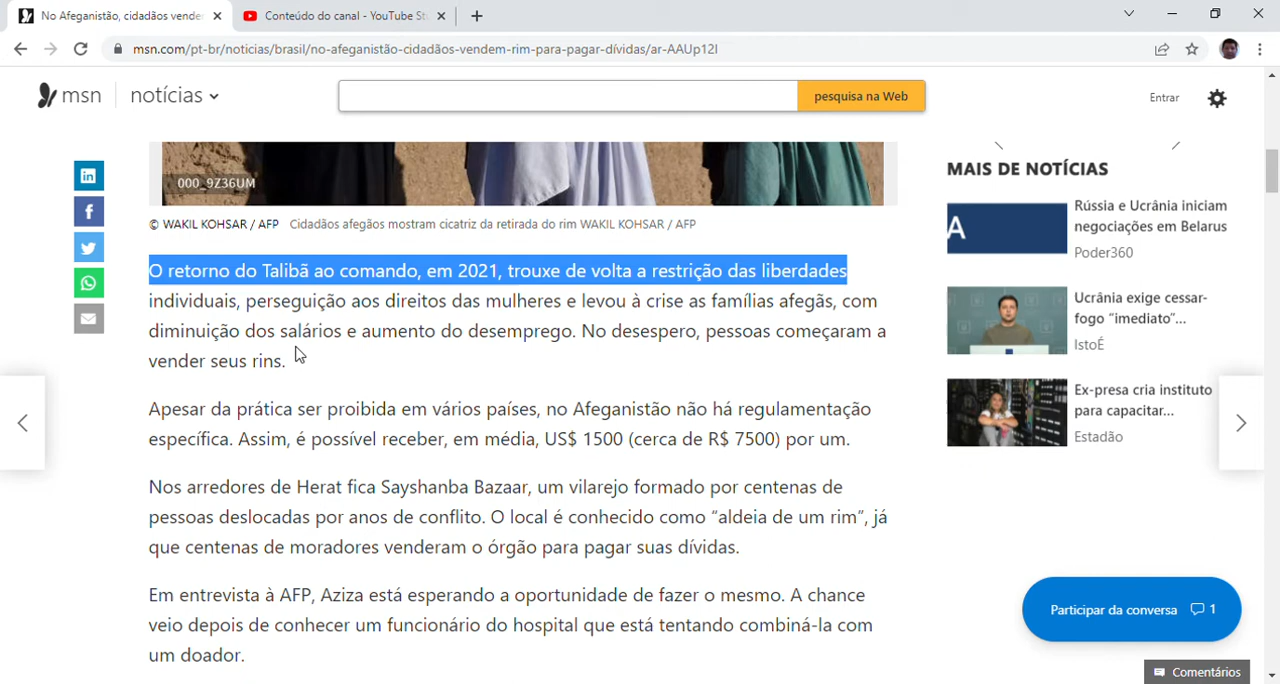 No Afeganistão, cidadãos vende
Conteúdo do canal - YouTube St
msn.com/pt-br/noticias/brasil/no-afeganistão-cidadãos-vendem-rim-para-pagar-dívidas/ar-AAUp12I
msn
notícias
pesquisa na Web
Entrar
000_9Z36UM
© WAKIL KOHSAR / AFP Cidadãos afegãos mostram cicatriz da retirada do rim WAKIL KOHSAR / AFP
O retorno do Talibã ao comando, em 2021, trouxe de volta a restrição das liberdades
individuais, perseguição aos direitos das mulheres e levou à crise as famílias afegãs, com
diminuição dos salários e aumento do desemprego. No desespero, pessoas começaram a
vender seus rins.
Apesar da prática ser proibida em vários países, no Afeganistão não há regulamentação
específica. Assim, é possível receber, em média, US$ 1500 (cerca de R$ 7500) por um.
Nos arredores de Herat fica Sayshanba Bazaar, um vilarejo formado por centenas de
pessoas deslocadas por anos de conflito. O local é conhecido como “aldeia de um rim”, já
que centenas de moradores venderam o órgão para pagar suas dívidas.
Em entrevista à AFP, Aziza está esperando a oportunidade de fazer o mesmo. A chance
veio depois de conhecer um funcionário do hospital que está tentando combiná-la com
um doador.
MAIS DE NOTÍCIAS
A
Rússia e Ucrânia iniciam
negociações em Belarus
Poder360
Ucrânia exige cessar-
fogo “imediato”...
IstoÉ
Ex-presa cria instituto
para capacitar...
Estadão
Participar da conversa 1
Comentários